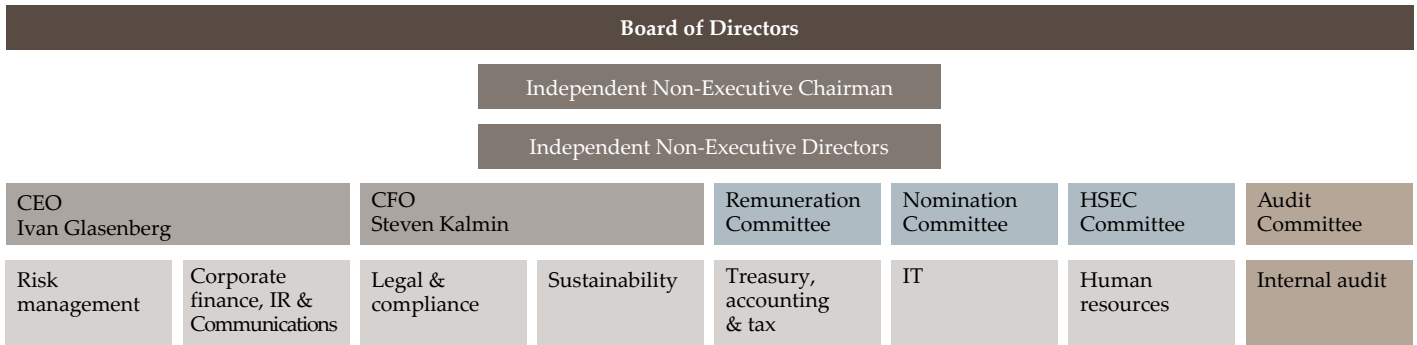 Board of Directors
Independent Non-Executive Chairman
Independent Non-Executive Directors
CEO
Ivan Glasenberg
CFO
Steven Kalmin
Remuneration
Committee
Nomination
Committee
HSEC
Committee
Audit
Committee
Risk
management
Corporate
finance, IR &
Communications
Legal &
compliance
Sustainability
Treasury,
accounting
& tax
IT
Human
resources
Internal audit